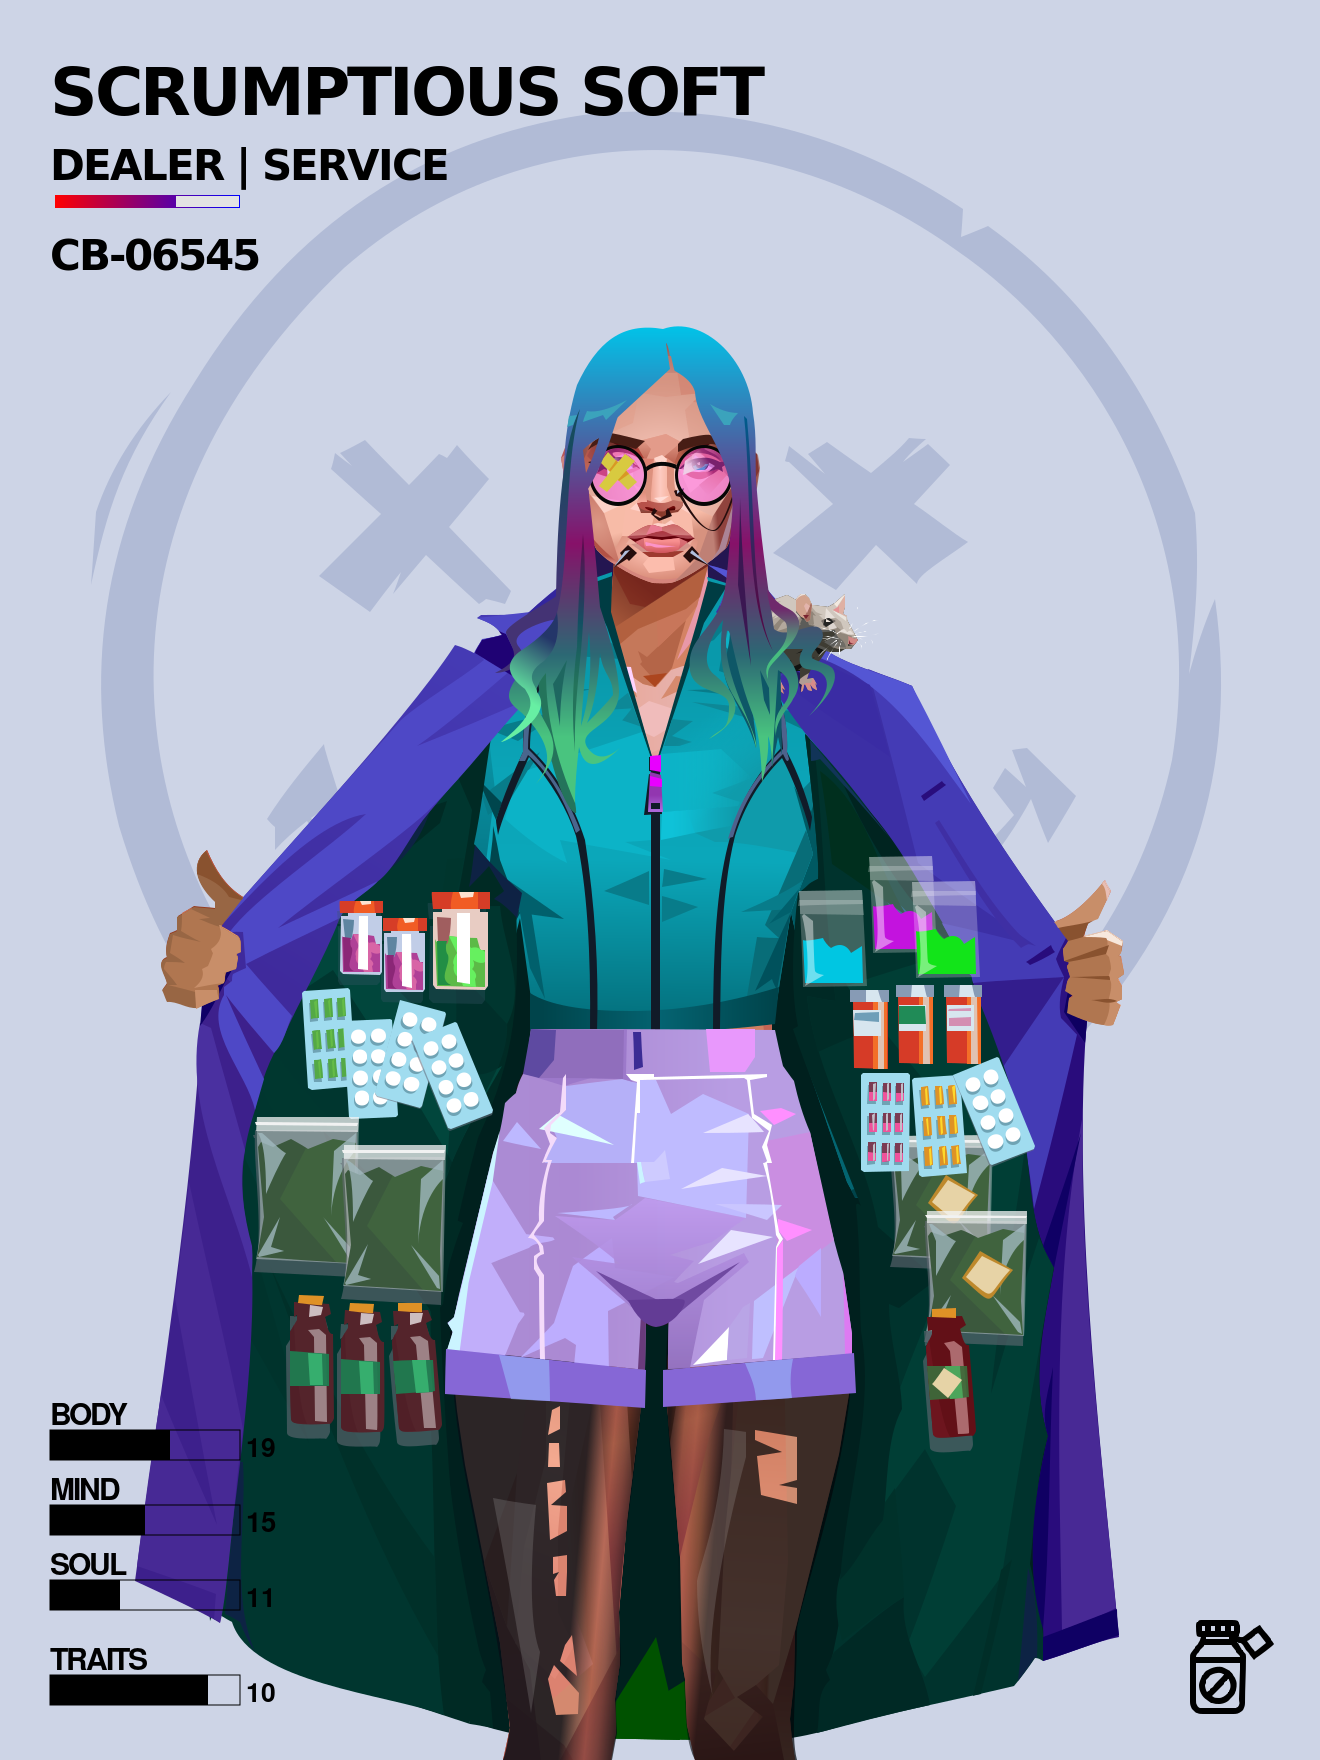 SCRUMPTIOUS SOFT
DEALER | SERVICE
CB-06545
BODY
19
MIND
15
SOUL
11
TRAITS
10